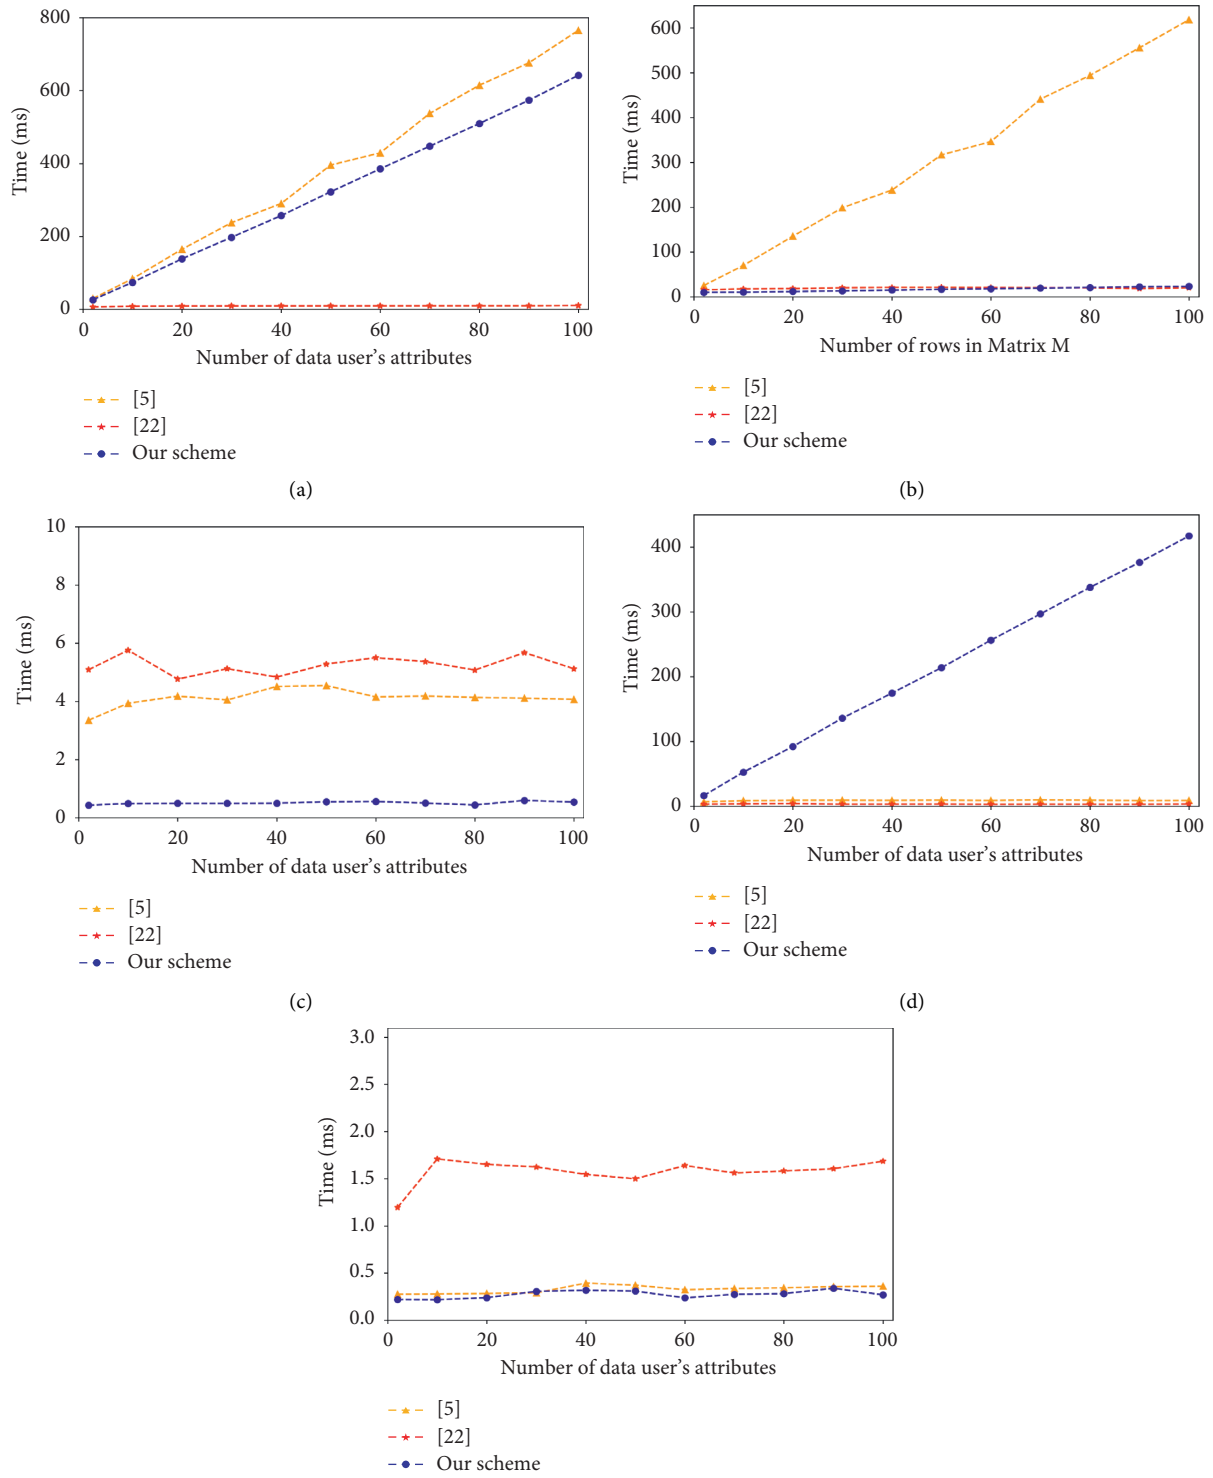 800
600
400
200
0
Time (ms)
0 20 40 60 80 100
Number of data user's attributes
[5]
[22]
Our scheme
(a)
600
500
400
300
200
100
0
Time (ms)
0 20 40 60 80 100
Number of rows in Matrix M
[5]
[22]
Our scheme
(b)
10
8
6
4
2
0
Time (ms)
0 20 40 60 80 100
Number of data user's attributes
[5]
[22]
Our scheme
(c)
400
300
200
100
0
Time (ms)
0 20 40 60 80 100
Number of data user's attributes
[5]
[22]
Our scheme
(d)
3.0
2.5
2.0
1.5
1.0
0.5
0.0
Time (ms)
0 20 40 60 80 100
Number of data user's attributes
[5]
[22]
Our scheme